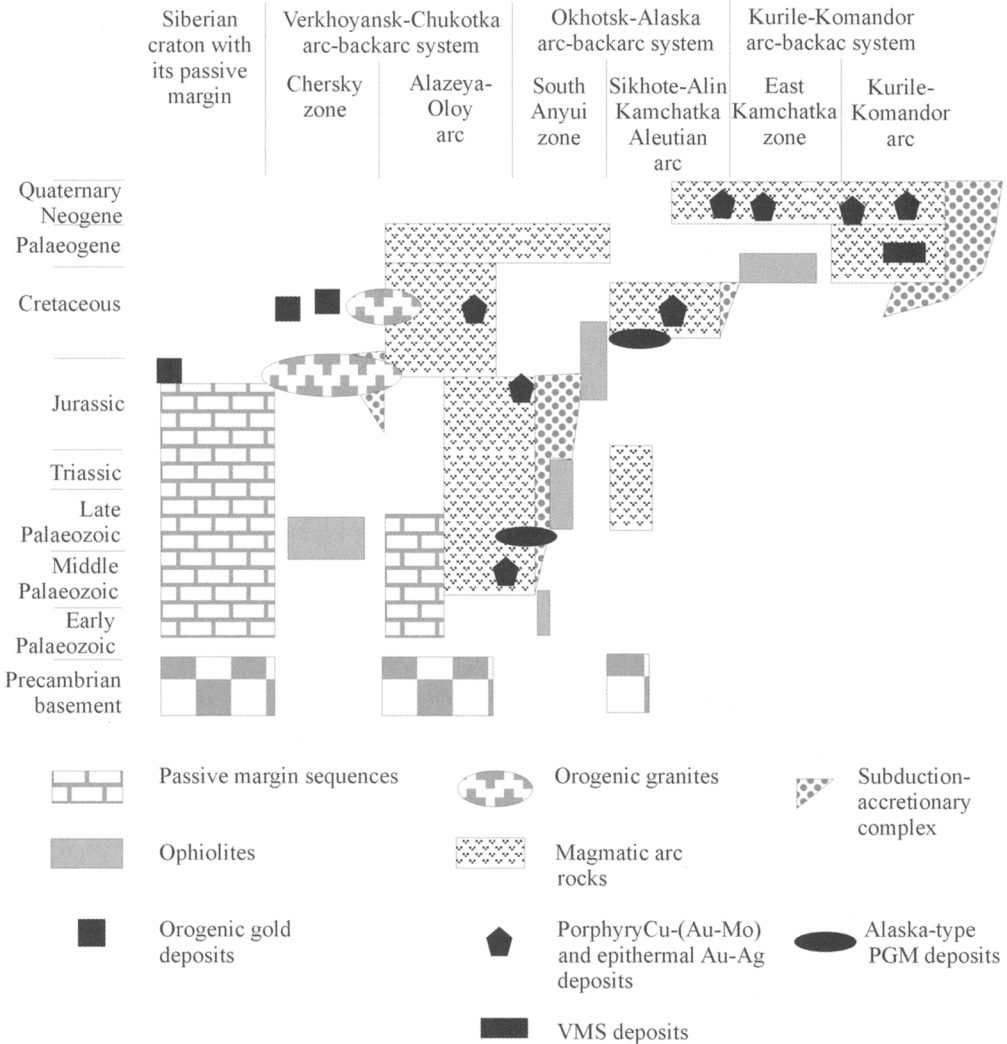 Siberian
craton with
its passive
margin
Verkhoyansk-Chukotka
arc-backarc system
Okhotsk-Alaska
arc-backarc system
Kurile-Komandor
arc-backac system
Chersky
zone
Alazeya-
Oloy
arc
South
Anyui
zone
Sikhote-Alin
Kamchatka
Aleutian
arc
East
Kamchatka
zone
Kurile-
Komandor
arc
Quaternary
Neogene
Palaeogene
Cretaceous
Jurassic
Triassic
Late
Palaeozoic
Middle
Palaeozoic
Early
Palaeozoic
Precambrian
basement
Passive margin sequences
Orogenic granites
Subduction-
accretionary
complex
Ophiolites
Magmatic arc
rocks
Orogenic gold
deposits
PorphyryCu-(Au-Mo)
and epithermal Au-Ag
deposits
Alaska-type
PGM deposits
VMS deposits